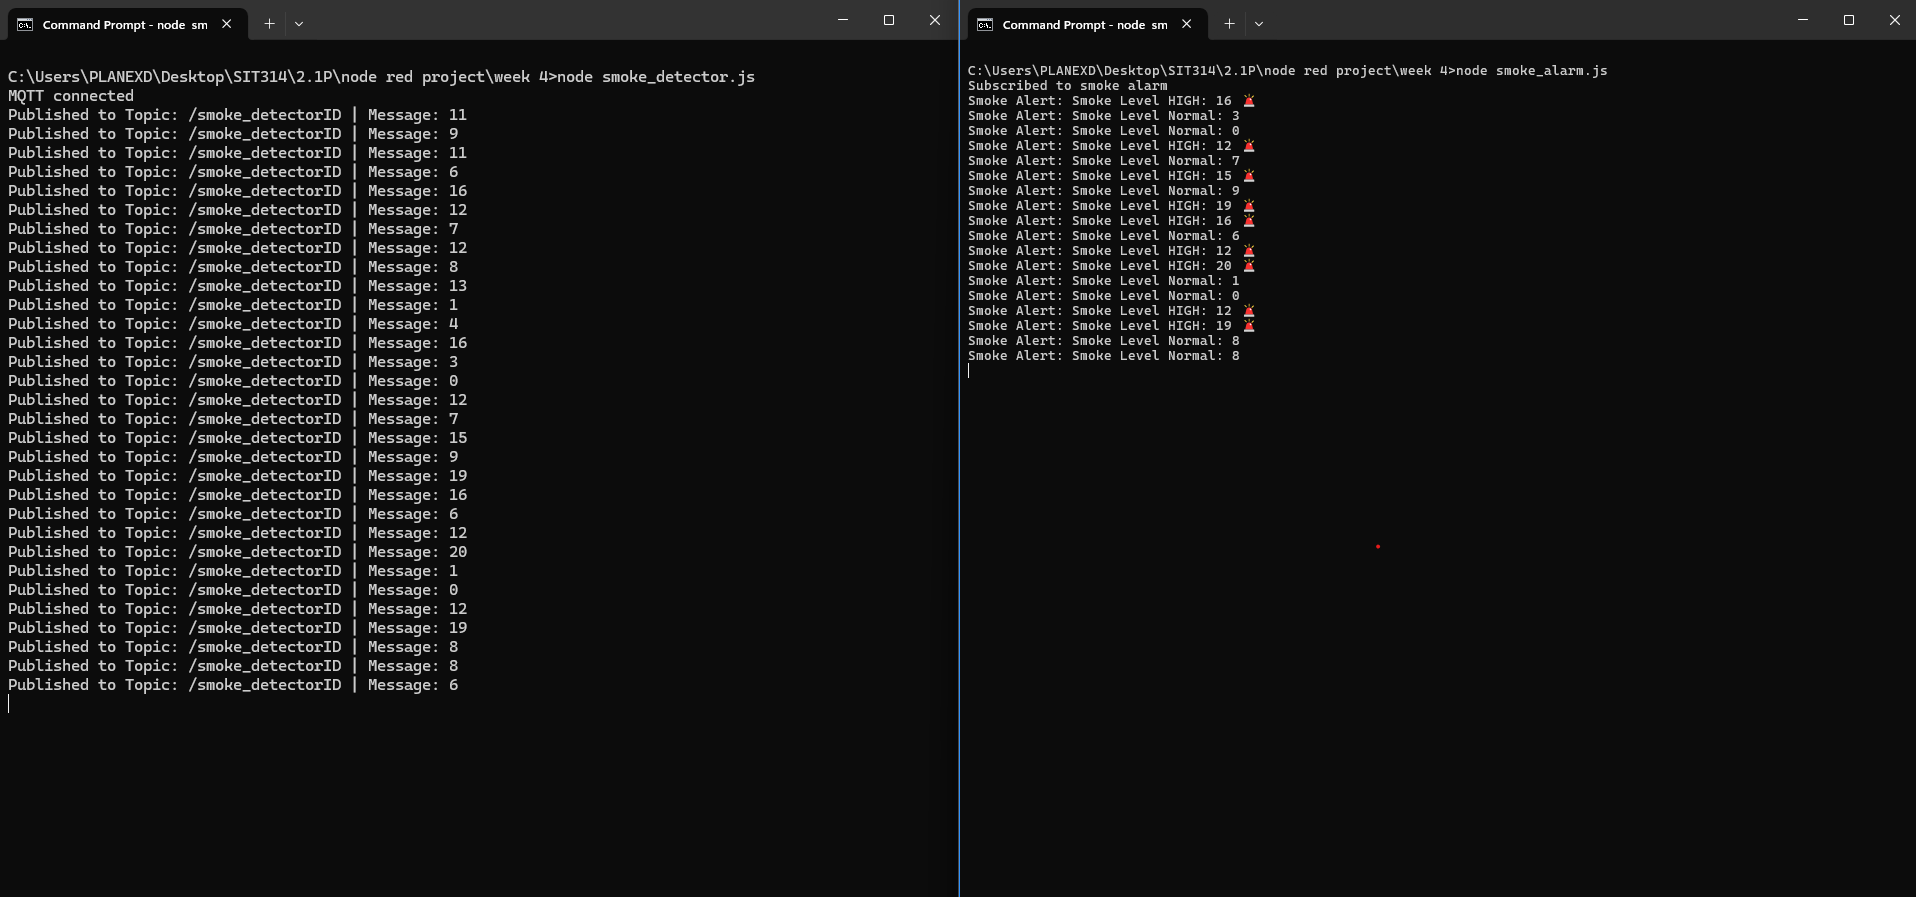 Command Prompt - node  sm
C:\Users\PLANEXD\Desktop\SIT314\2.1P\node red project\week 4>node smoke_detector.js
MQTT connected
Published to Topic: /smoke_detectorID | Message: 11
Published to Topic: /smoke_detectorID | Message: 9
Published to Topic: /smoke_detectorID | Message: 11
Published to Topic: /smoke_detectorID | Message: 6
Published to Topic: /smoke_detectorID | Message: 16
Published to Topic: /smoke_detectorID | Message: 12
Published to Topic: /smoke_detectorID | Message: 7
Published to Topic: /smoke_detectorID | Message: 12
Published to Topic: /smoke_detectorID | Message: 8
Published to Topic: /smoke_detectorID | Message: 13
Published to Topic: /smoke_detectorID | Message: 1
Published to Topic: /smoke_detectorID | Message: 4
Published to Topic: /smoke_detectorID | Message: 16
Published to Topic: /smoke_detectorID | Message: 3
Published to Topic: /smoke_detectorID | Message: 0
Published to Topic: /smoke_detectorID | Message: 12
Published to Topic: /smoke_detectorID | Message: 7
Published to Topic: /smoke_detectorID | Message: 15
Published to Topic: /smoke_detectorID | Message: 9
Published to Topic: /smoke_detectorID | Message: 19
Published to Topic: /smoke_detectorID | Message: 16
Published to Topic: /smoke_detectorID | Message: 6
Published to Topic: /smoke_detectorID | Message: 12
Published to Topic: /smoke_detectorID | Message: 20
Published to Topic: /smoke_detectorID | Message: 1
Published to Topic: /smoke_detectorID | Message: 0
Published to Topic: /smoke_detectorID | Message: 12
Published to Topic: /smoke_detectorID | Message: 19
Published to Topic: /smoke_detectorID | Message: 8
Published to Topic: /smoke_detectorID | Message: 8
Published to Topic: /smoke_detectorID | Message: 6
Command Prompt - node  sm
C:\Users\PLANEXD\Desktop\SIT314\2.1P\node red project\week 4>node smoke_alarm.js
Subscribed to smoke alarm
Smoke Alert: Smoke Level HIGH: 16 🚨
Smoke Alert: Smoke Level Normal: 3
Smoke Alert: Smoke Level Normal: 0
Smoke Alert: Smoke Level HIGH: 12 🚨
Smoke Alert: Smoke Level Normal: 7
Smoke Alert: Smoke Level HIGH: 15 🚨
Smoke Alert: Smoke Level Normal: 9
Smoke Alert: Smoke Level HIGH: 19 🚨
Smoke Alert: Smoke Level HIGH: 16 🚨
Smoke Alert: Smoke Level Normal: 6
Smoke Alert: Smoke Level HIGH: 12 🚨
Smoke Alert: Smoke Level HIGH: 20 🚨
Smoke Alert: Smoke Level Normal: 1
Smoke Alert: Smoke Level Normal: 0
Smoke Alert: Smoke Level HIGH: 12 🚨
Smoke Alert: Smoke Level HIGH: 19 🚨
Smoke Alert: Smoke Level Normal: 8
Smoke Alert: Smoke Level Normal: 8